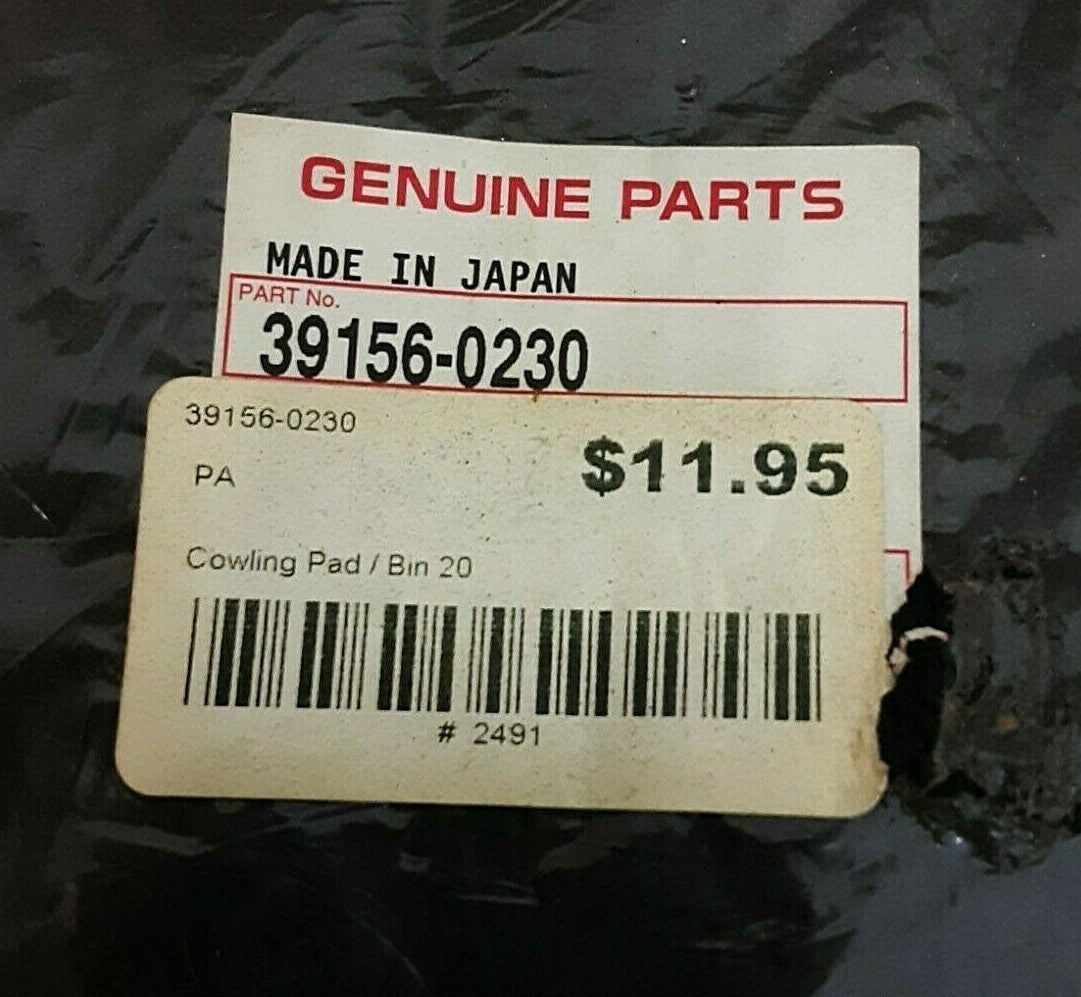 GENUINE PARTS
MADE IN JAPAN
PART No.
39156-0230
39156-0230
PA
$11.95
Cowling Pad / Bin 20
# 2491